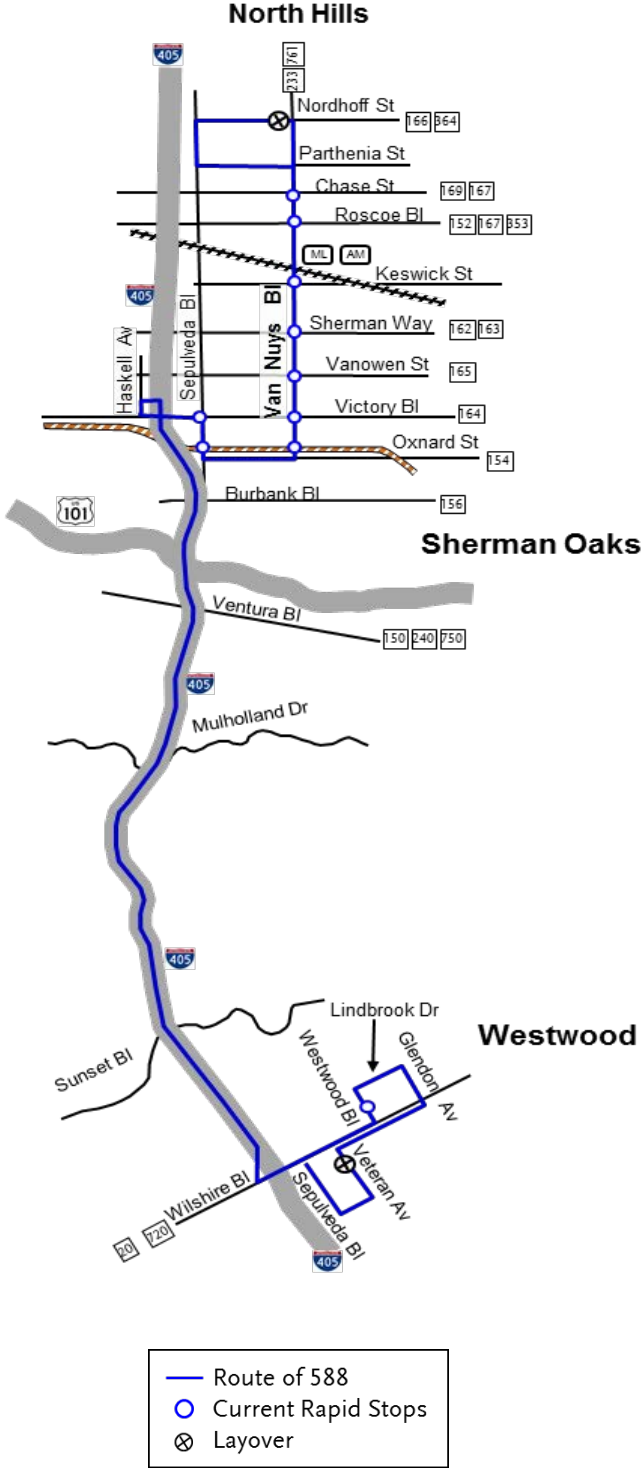 North Hills
405
233 761
Nordhoff St
166 364
Parthenia St
Chase St
169 167
Roscoe Bl
152 167 353
ML AM
Keswick St
405
Sepulveda Bl
Van Nuys Bl
Haskell Av
Sherman Way
162 163
Vanowen St
165
Victory Bl
164
Oxnard St
154
Burbank Bl
156
US
101
Sherman Oaks
Ventura Bl
150 240 750
405
Mulholland Dr
405
Lindbrook Dr
Westwood
Sunset Bl
Westwood Bl
Glendon Av
Veteran Av
Wilshire Bl
Sepulveda Bl
20 720
405
Route of 588
Current Rapid Stops
Layover